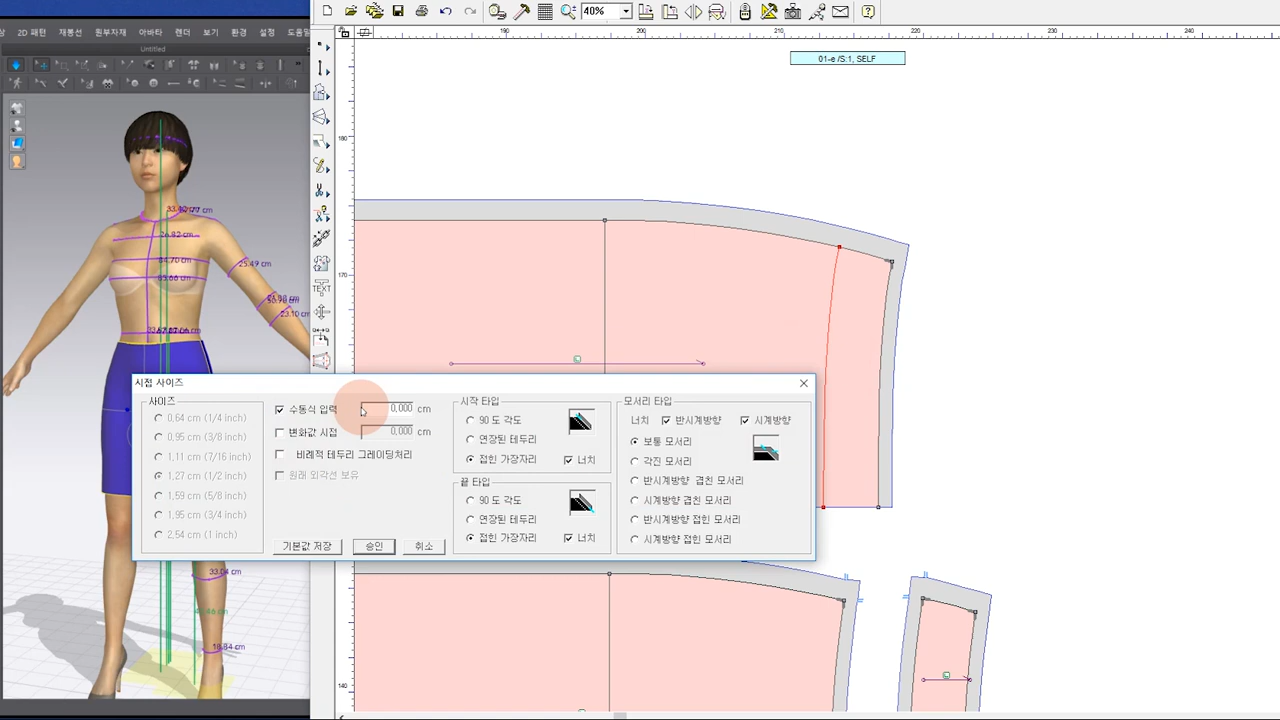 40%
2D 패턴
원부자재
아바타
렌더
보기
환경
설정
Untitled
190
200
210
220
230
240
180
170
140
01-e /S:1, SELF
TEXT
26.82 cm
84.70 cm
25.49 cm
23.10 cm
33.04 cm
18.84 cm
시접 사이즈
사이즈
0,64 cm (1/4 inch)
0,95 cm (3/8 inch)
1,11 cm (7/16 inch)
1,27 cm (1/2 inch)
1,59 cm (5/8 inch)
1,95 cm (3/4 inch)
2,54 cm (1 inch)
수동식 입력 0,000 cm
변화값 시접 0,000 cm
비례적 테두리 그레이딩처리
원래 외각선 보유
기본값 저장
승인
취소
시작 타입
90 도 각도
연장된 테두리
접힌 가장자리
너치
끝 타입
90 도 각도
연장된 테두리
접힌 가장자리
너치
모서리 타입
너치 반시계방향 시계방향
보통 모서리
각진 모서리
반시계방향 겹친 모서리
시계방향 겹친 모서리
반시계방향 접힌 모서리
시계방향 접힌 모서리